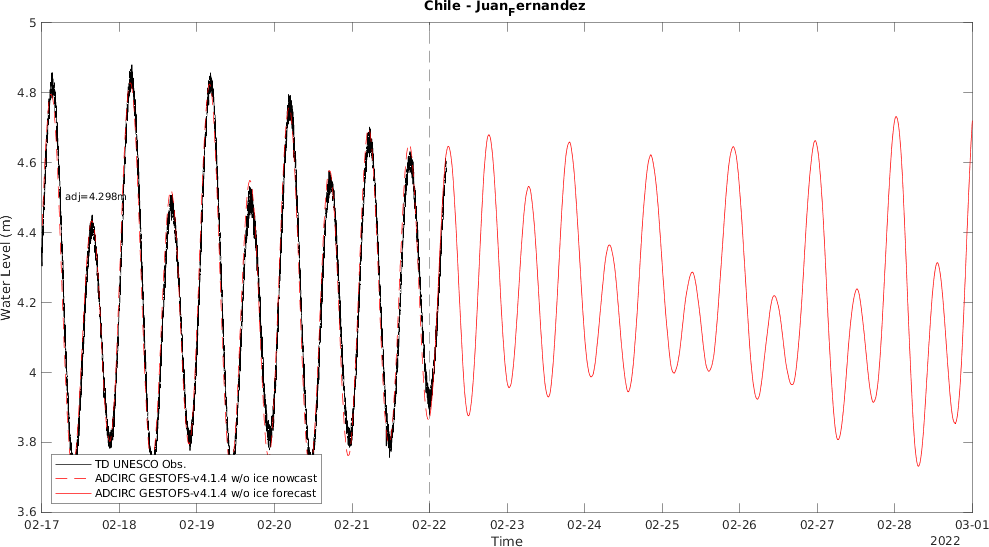 Chile - Juan_Fernandez
5
4.8
4.6
4.4
4.2
4
3.8
3.6
Water Level (m)
adj=4.298m
TD UNESCO Obs.
ADCIRC GESTOFS-v4.1.4 w/o ice nowcast
ADCIRC GESTOFS-v4.1.4 w/o ice forecast
02-17 02-18 02-19 02-20 02-21 02-22 02-23 02-24 02-25 02-26 02-27 02-28 03-01
Time
2022